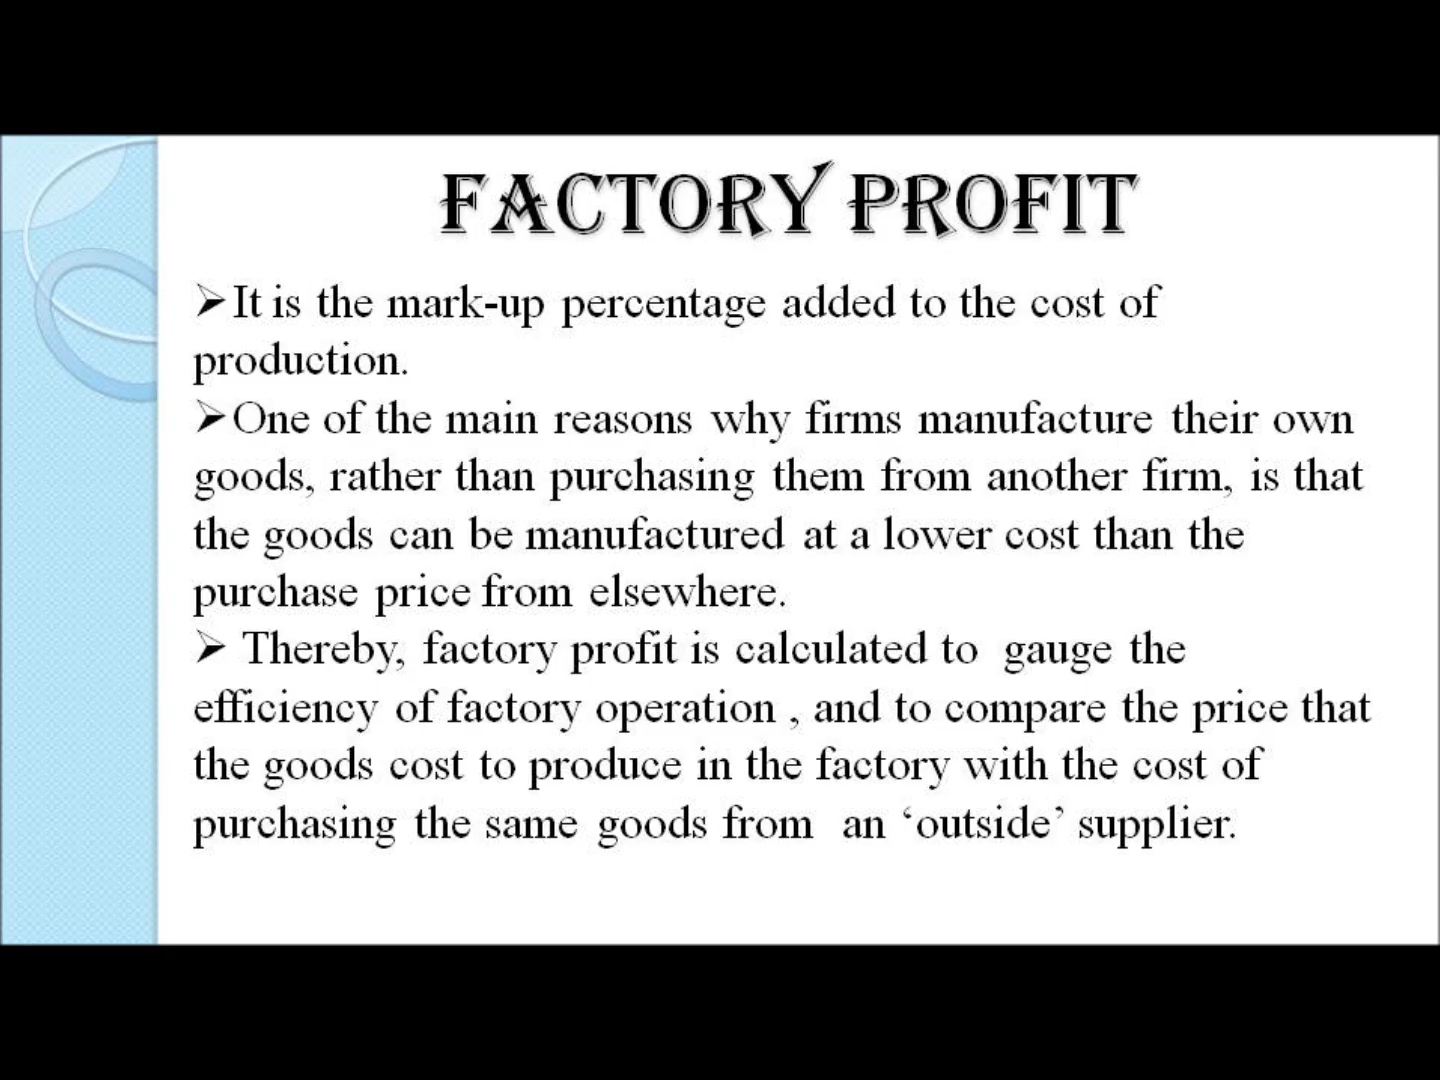 FACTORY PROFIT
➢It is the mark-up percentage added to the cost of
production.
➢One of the main reasons why firms manufacture their own
goods, rather than purchasing them from another firm, is that
the goods can be manufactured at a lower cost than the
purchase price from elsewhere.
➢ Thereby, factory profit is calculated to gauge the
efficiency of factory operation , and to compare the price that
the goods cost to produce in the factory with the cost of
purchasing the same goods from an ‘outside’ supplier.